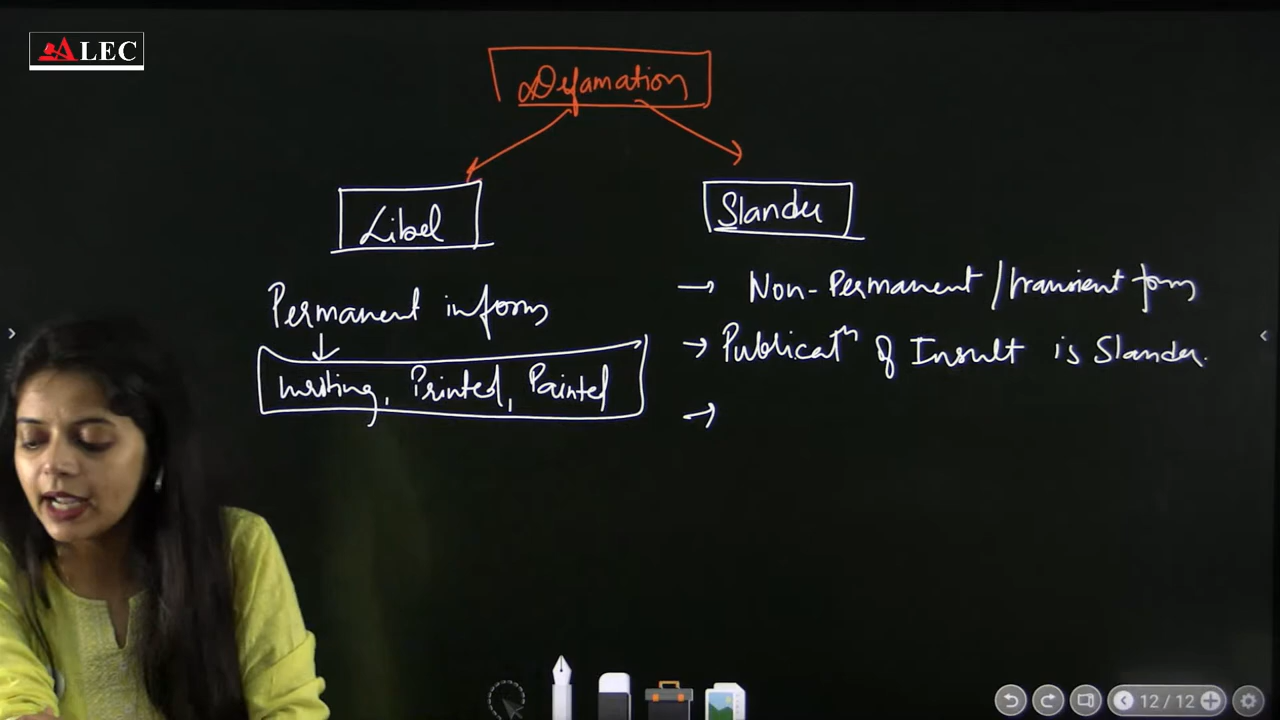 ALEC
Defamation
Libel
Slander
Permanent in form
Writing, Printed, Painted
→ Non-Permanent / transient form
→ Publicatⁿ of Insult is Slander.
→
12 / 12